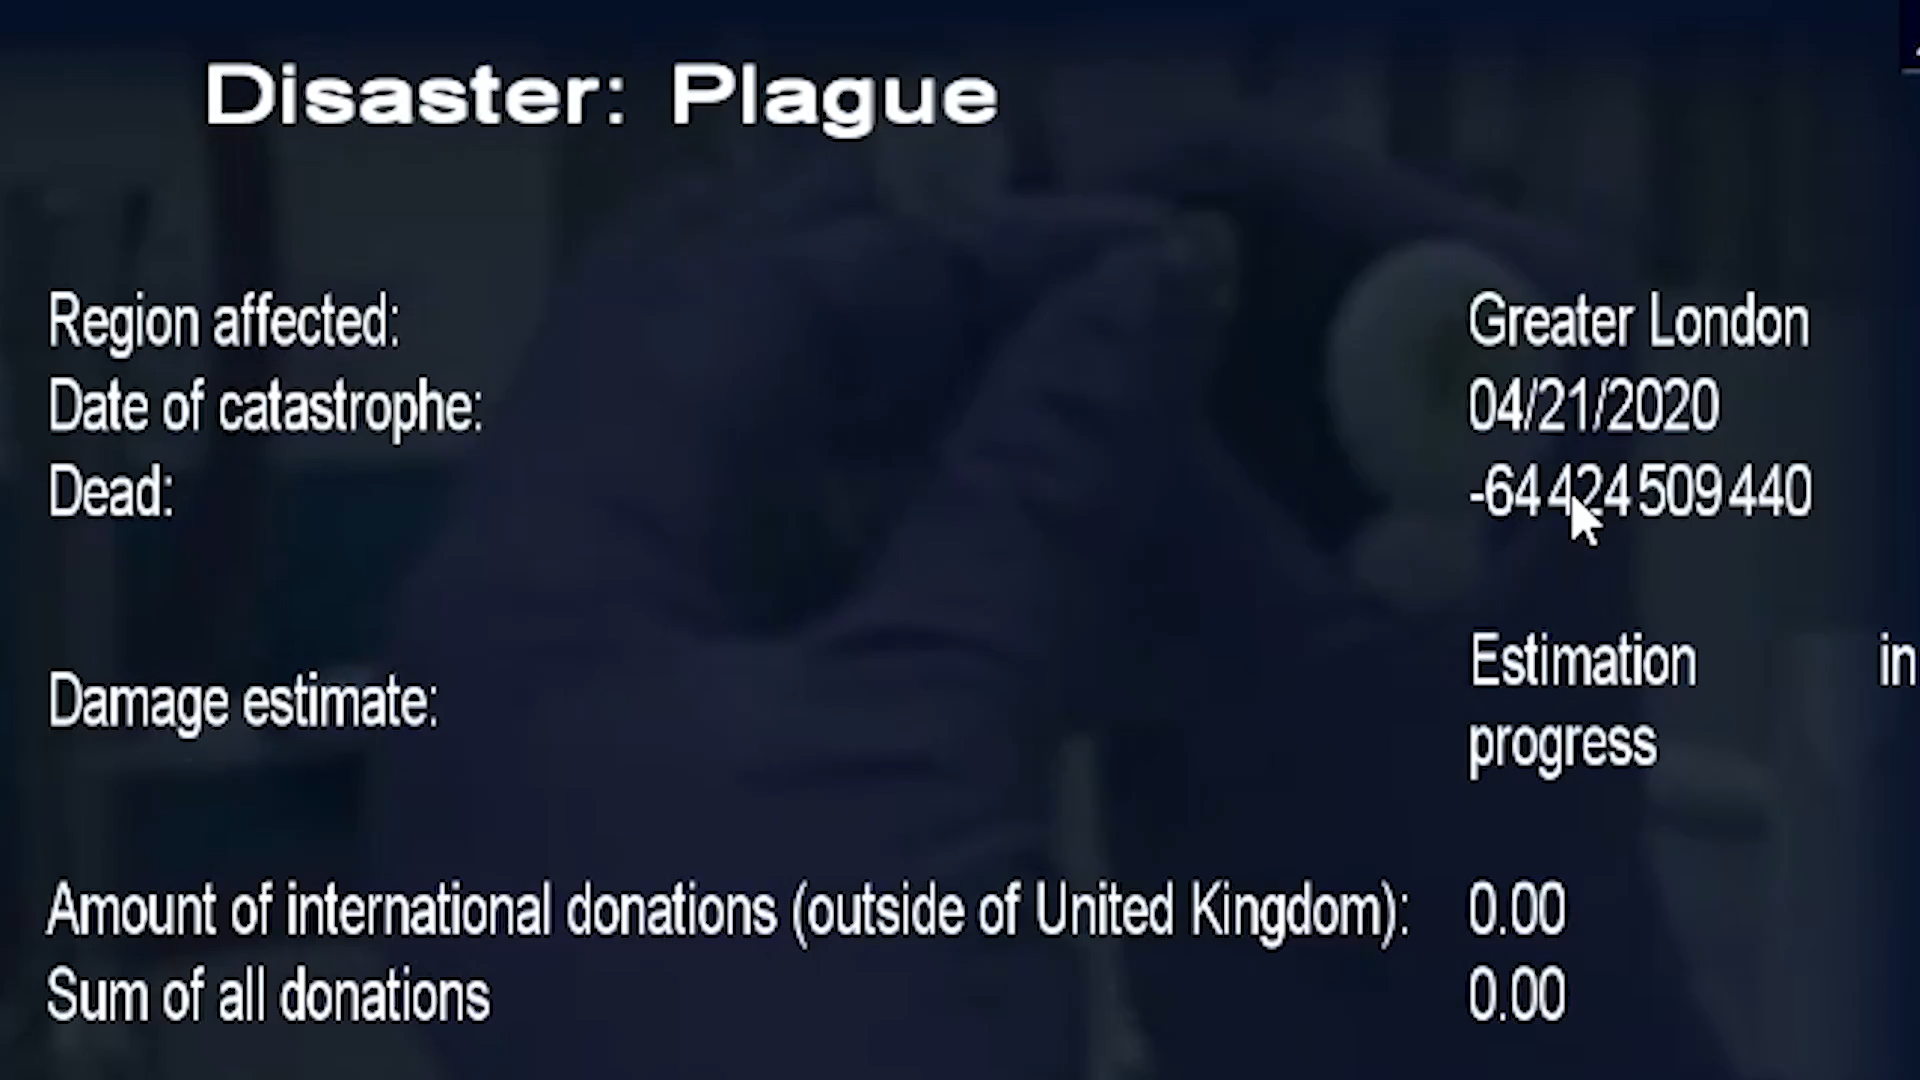 Disaster: Plague
Region affected: Greater London
Date of catastrophe: 04/21/2020
Dead: -64 424 509 440
Damage estimate: Estimation in
progress
Amount of international donations (outside of United Kingdom): 0.00
Sum of all donations 0.00